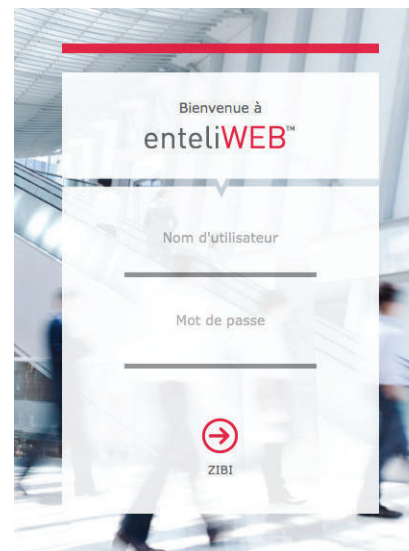 Bienvenue à
enteliWEB™
Nom d'utilisateur
Mot de passe
ZIBI